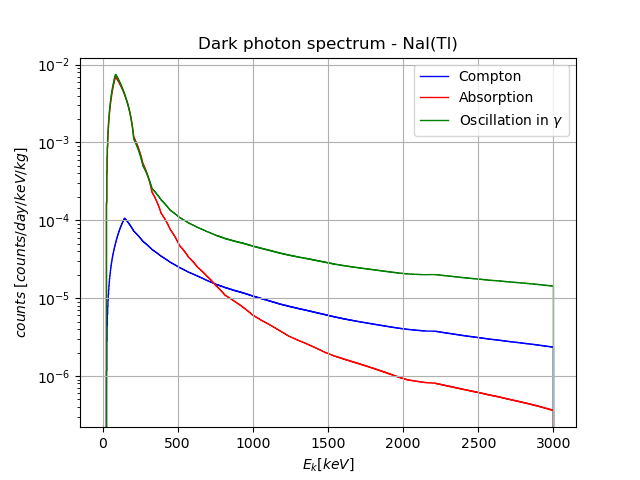 Dark photon spectrum - NaI(Tl)
counts [counts/day/keV/kg]
10⁻²
10⁻³
10⁻⁴
10⁻⁵
10⁻⁶
Compton
Absorption
Oscillation in γ
0 500 1000 1500 2000 2500 3000
E_k[keV]